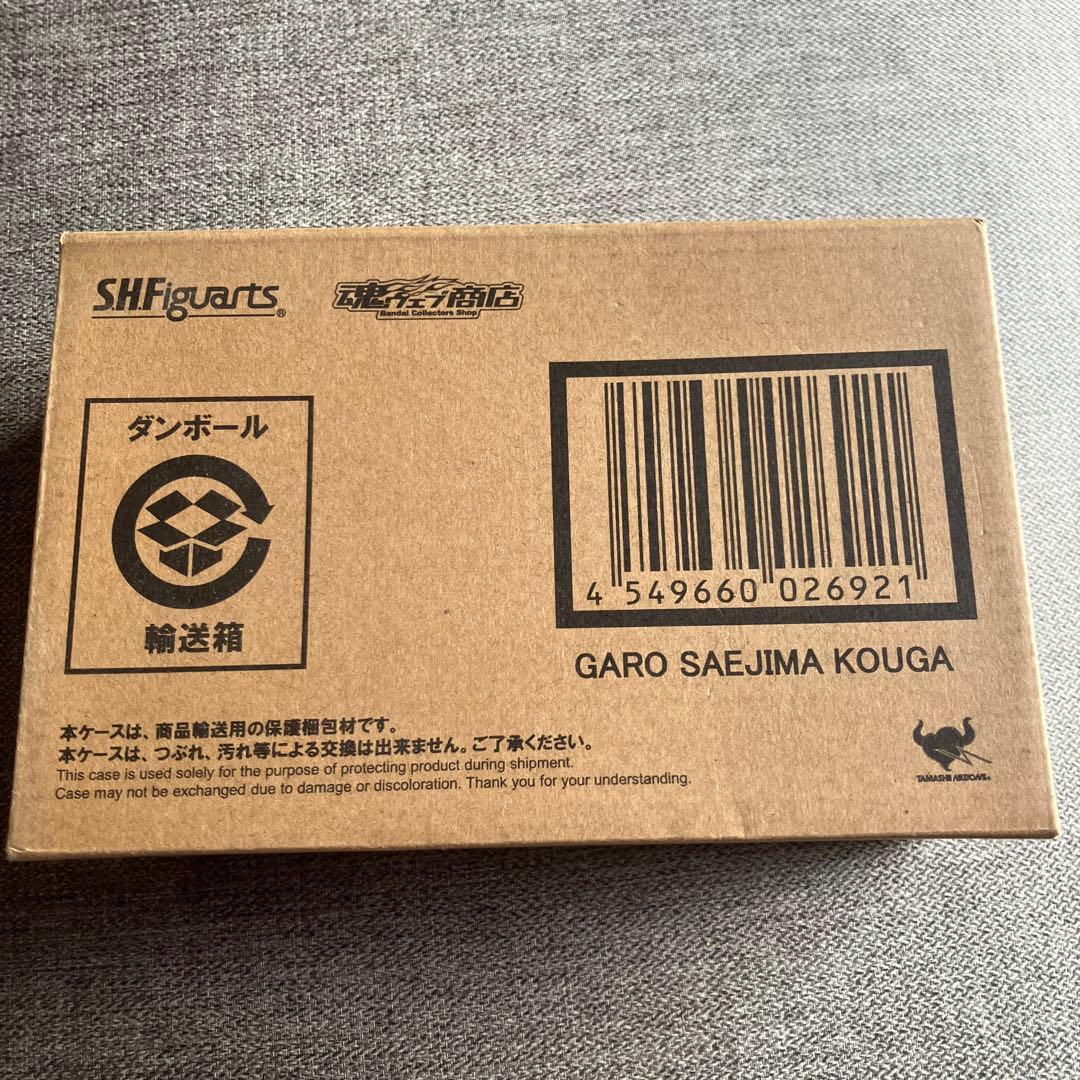 S.H.Figuarts®
魂ウェブ商店
Bandai Collectors Shop
ダンボール
輸送箱
4 549660 026921
GARO SAEJIMA KOUGA
本ケースは、商品輸送用の保護梱包材です。
本ケースは、つぶれ、汚れ等による交換は出来ません。ご了承ください。
This case is used solely for the purpose of protecting product during shipment.
Case may not be exchanged due to damage or discoloration. Thank you for your understanding.
TAMASHII NATIONS®